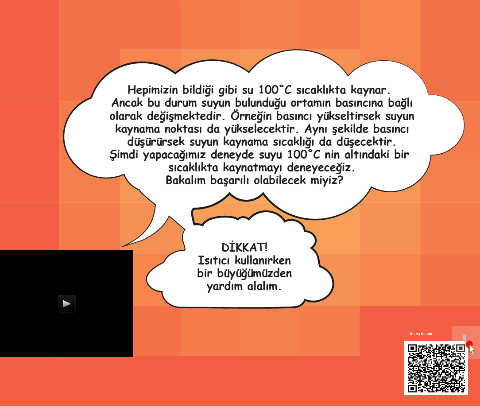 Hepimizin bildiği gibi su 100˚C sıcaklıkta kaynar.
Ancak bu durum suyun bulunduğu ortamın basıncına bağlı
olarak değişmektedir. Örneğin basıncı yükseltirsek suyun
kaynama noktası da yükselecektir. Aynı şekilde basıncı
düşürürsek suyun kaynama sıcaklığı da düşecektir.
Şimdi yapacağımız deneyde suyu 100˚C nin altındaki bir
sıcaklıkta kaynatmayı deneyeceğiz.
Bakalım başarılı olabilecek miyiz?
DİKKAT!
Isıtıcı kullanırken
bir büyüğümüzden
yardım alalım.